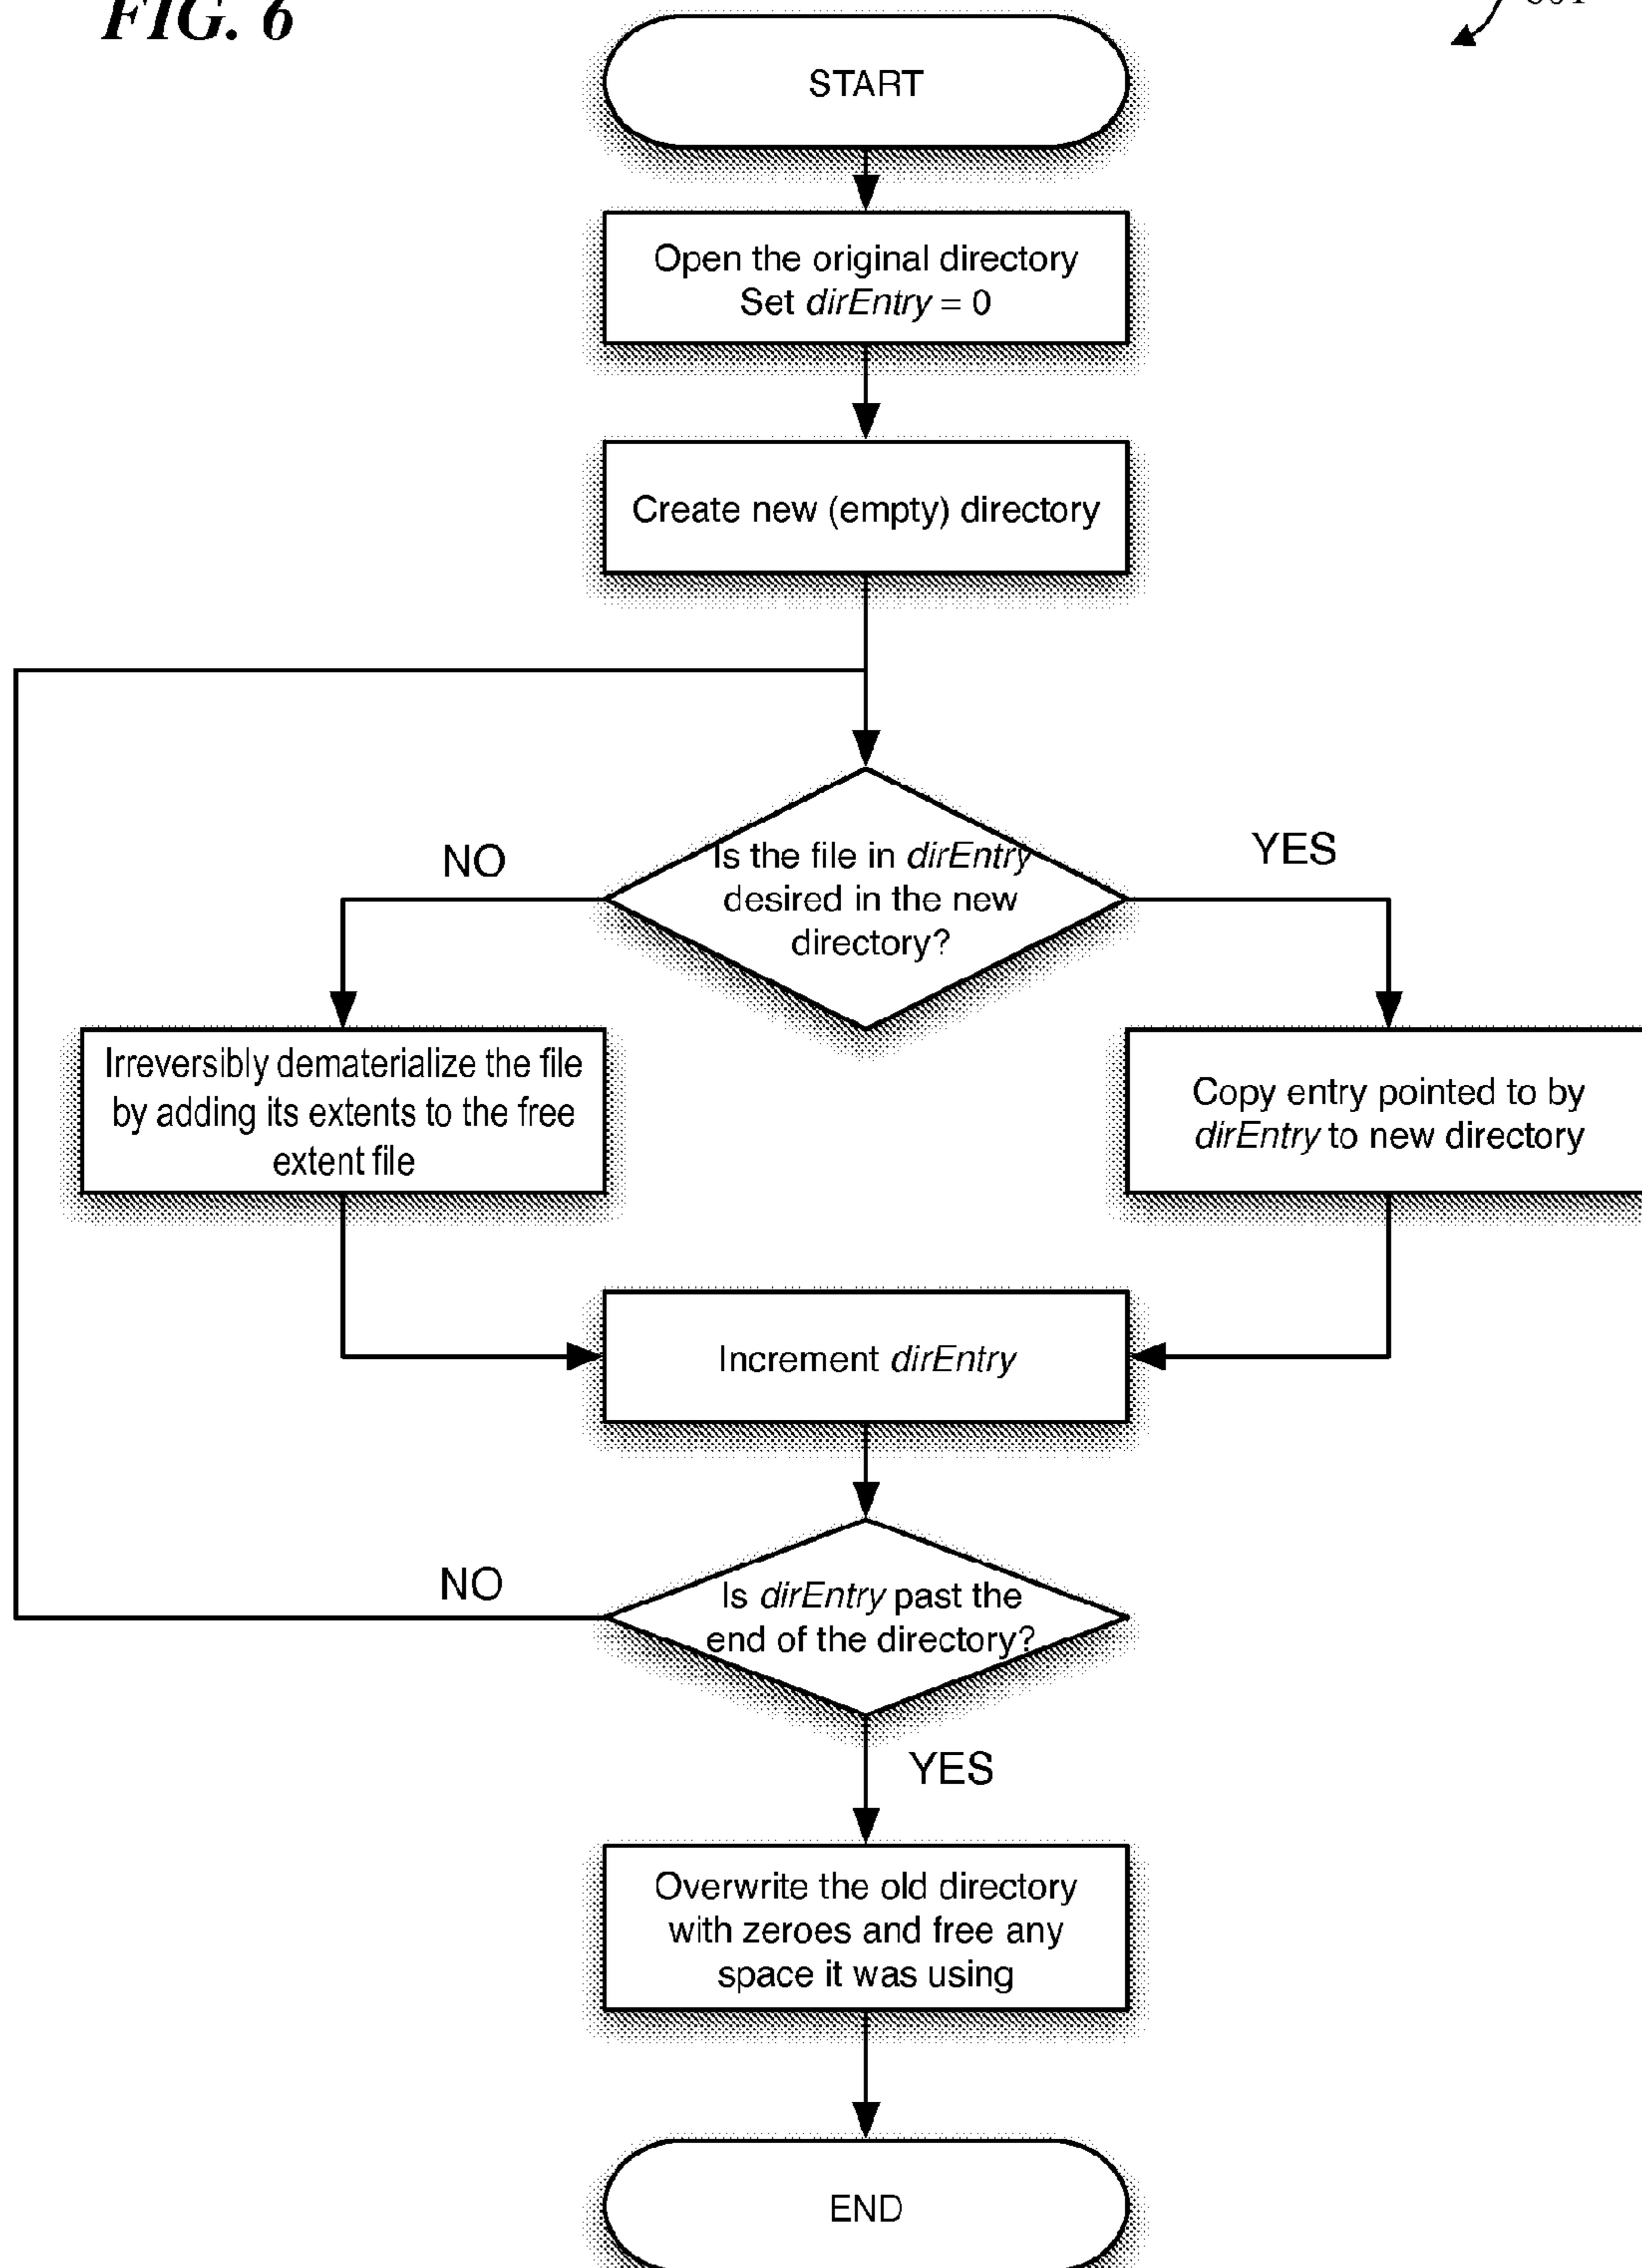 FIG. 6
START
Open the original directory
Set dirEntry = 0
Create new (empty) directory
NO
YES
Is the file in dirEntry
desired in the new
directory?
Irreversibly dematerialize the file
by adding its extents to the free
extent file
Copy entry pointed to by
dirEntry to new directory
Increment dirEntry
NO
Is dirEntry past the
end of the directory?
YES
Overwrite the old directory
with zeroes and free any
space it was using
END